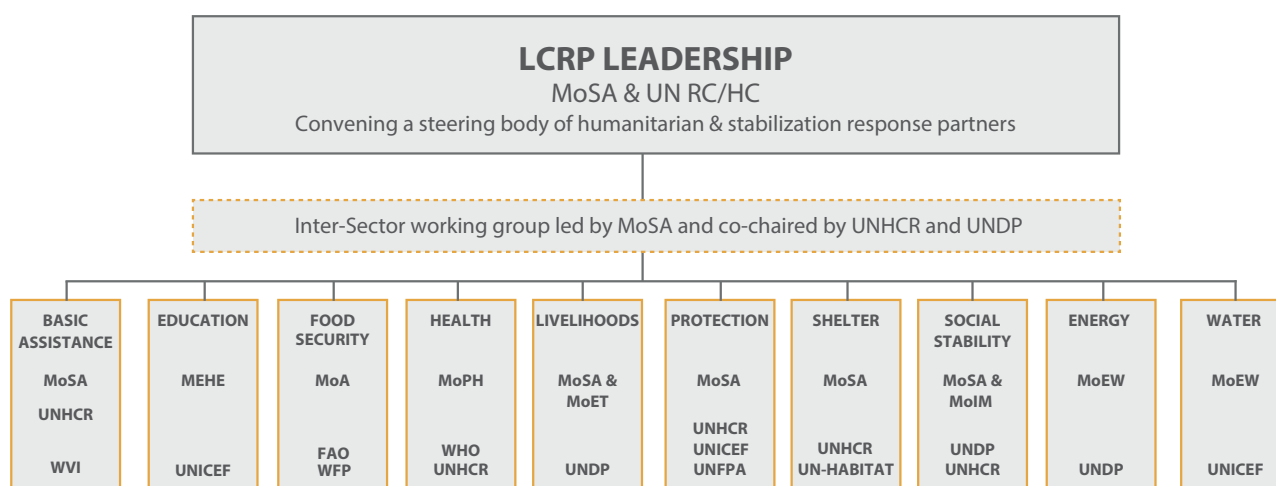 LCRP LEADERSHIP
MoSA & UN RC/HC
Convening a steering body of humanitarian & stabilization response partners
Inter-Sector working group led by MoSA and co-chaired by UNHCR and UNDP
BASIC
ASSISTANCE
MoSA
UNHCR
WVI
EDUCATION
MEHE
UNICEF
FOOD
SECURITY
MoA
FAO
WFP
HEALTH
MoPH
WHO
UNHCR
LIVELIHOODS
MoSA &
MoET
UNDP
PROTECTION
MoSA
UNHCR
UNICEF
UNFPA
SHELTER
MoSA
UNHCR
UN-HABITAT
SOCIAL
STABILITY
MoSA &
MoIM
UNDP
UNHCR
ENERGY
MoEW
UNDP
WATER
MoEW
UNICEF